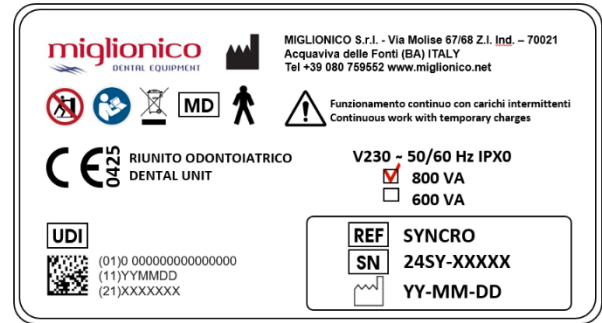 miglionico
DENTAL EQUIPMENT
MIGLIONICO S.r.l. - Via Molise 67/68 Z.I. Ind. – 70021
Acquaviva delle Fonti (BA) ITALY
Tel +39 080 759552 www.miglionico.net
MD
Funzionamento continuo con carichi intermittenti
Continuous work with temporary charges
CE 0425
RIUNITO ODONTOIATRICO
DENTAL UNIT
V230 ~ 50/60 Hz IPX0
800 VA
600 VA
UDI
(01)0 000000000000000
(11)YYMMDD
(21)XXXXXXX
REF SYNCRO
SN 24SY-XXXXX
YY-MM-DD